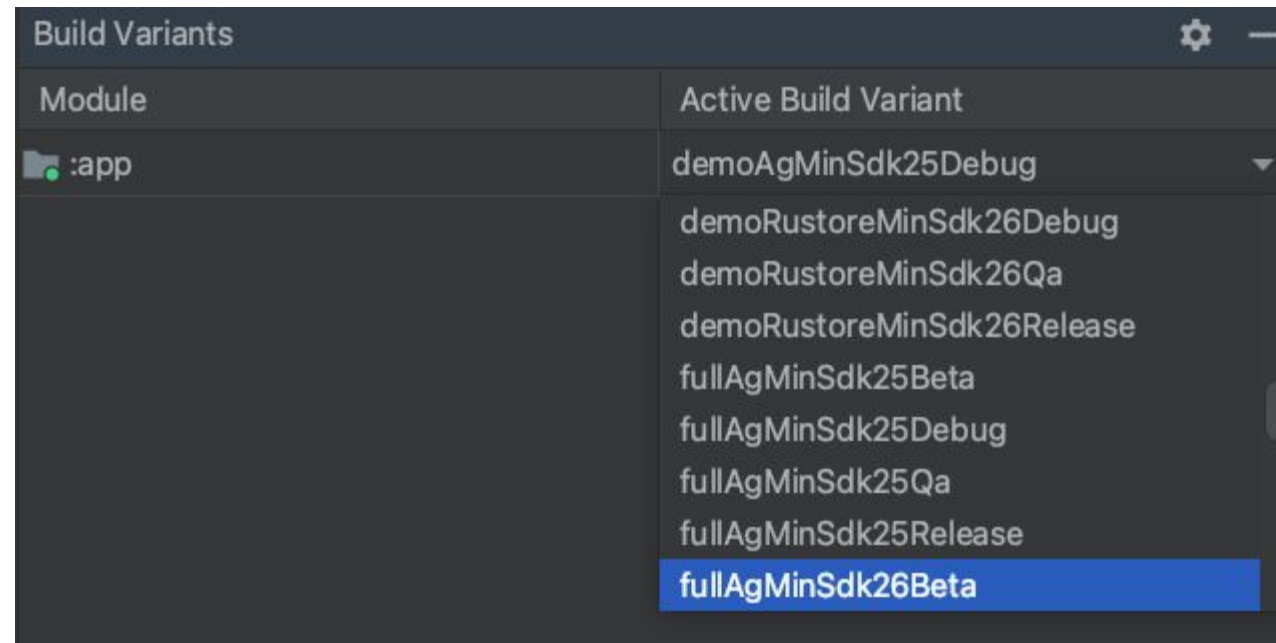 Build Variants
Module Active Build Variant
:app demoAgMinSdk25Debug
demoRustoreMinSdk26Debug
demoRustoreMinSdk26Qa
demoRustoreMinSdk26Release
fullAgMinSdk25Beta
fullAgMinSdk25Debug
fullAgMinSdk25Qa
fullAgMinSdk25Release
fullAgMinSdk26Beta